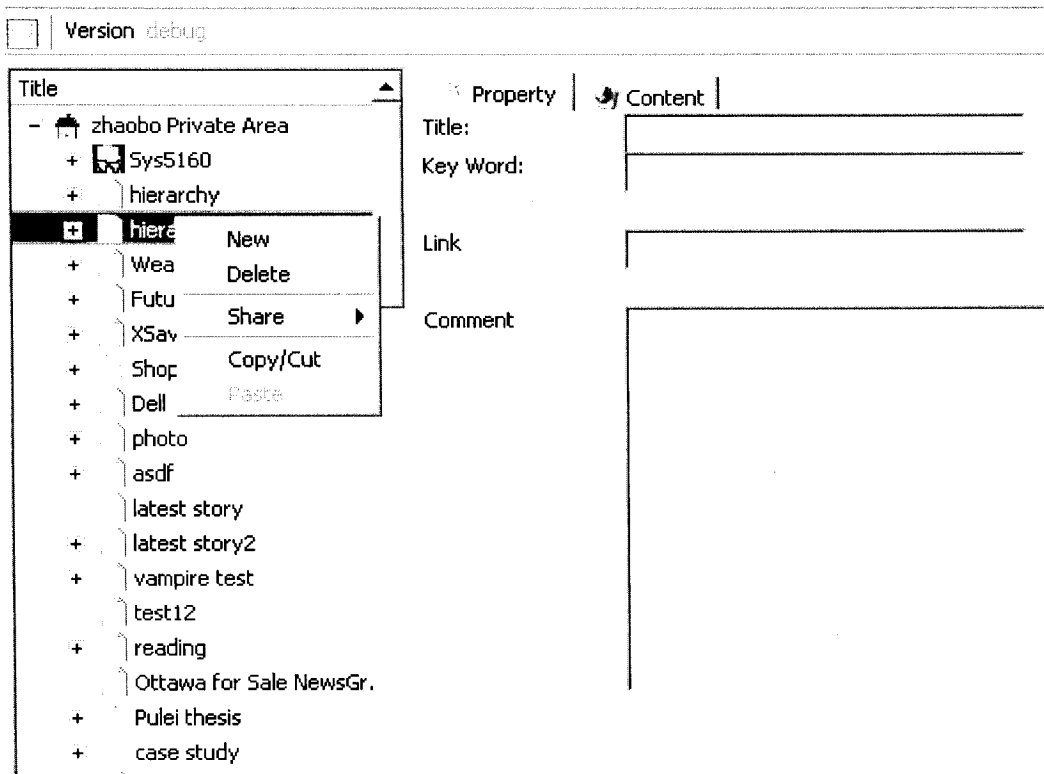 Version debug
Title
Property
Content
zhaobo Private Area
Title:
Sys5160
Key Word:
hierarchy
hiera
New
Link
Wea
Delete
Futu
Share
Comment
XSav
Shop
Copy/Cut
Dell
Paste
photo
asdf
latest story
latest story2
vampire test
test12
reading
Ottawa for Sale NewsGr.
Pulei thesis
case study